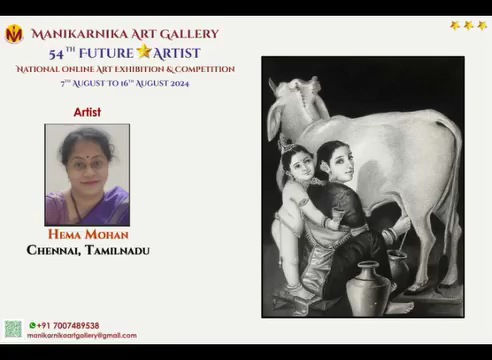 Manikarnika Art Gallery
54th Future Artist
National Online Art Exhibition & Competition
7th August to 16th August 2024
Artist
Hema Mohan
Chennai, Tamilnadu
+91 7007489538
manikarnikaartgallery@gmail.com